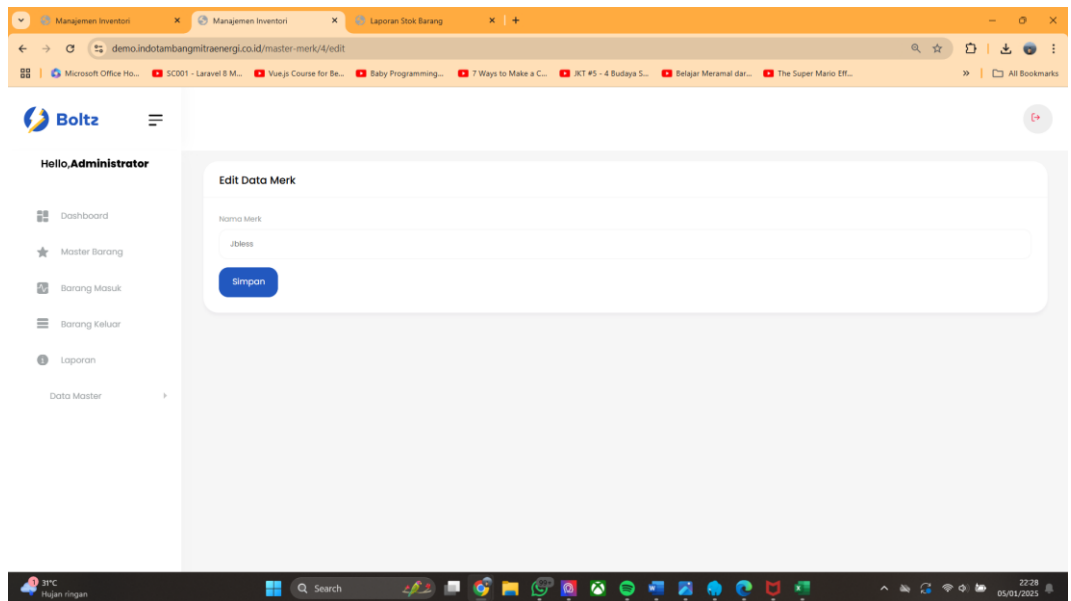 Manajemen Inventori
Manajemen Inventori
Laporan Stok Barang
demo.indotambangmitraenergi.co.id/master-merk/4/edit
Microsoft Office Ho...
SC001 - Laravel 8 M...
Vue.js Course for Be...
Baby Programming...
7 Ways to Make a C...
JKT #5 - 4 Budaya S...
Belajar Meramal dar...
The Super Mario Eff...
All Bookmarks
Boltz
Hello,Administrator
Edit Data Merk
Dashboard
Nama Merk
Master Barang
Jbless
Barang Masuk
Simpan
Barang Keluar
Laporan
Data Master
1
31°C
Hujan ringan
Search
22:28
05/01/2025